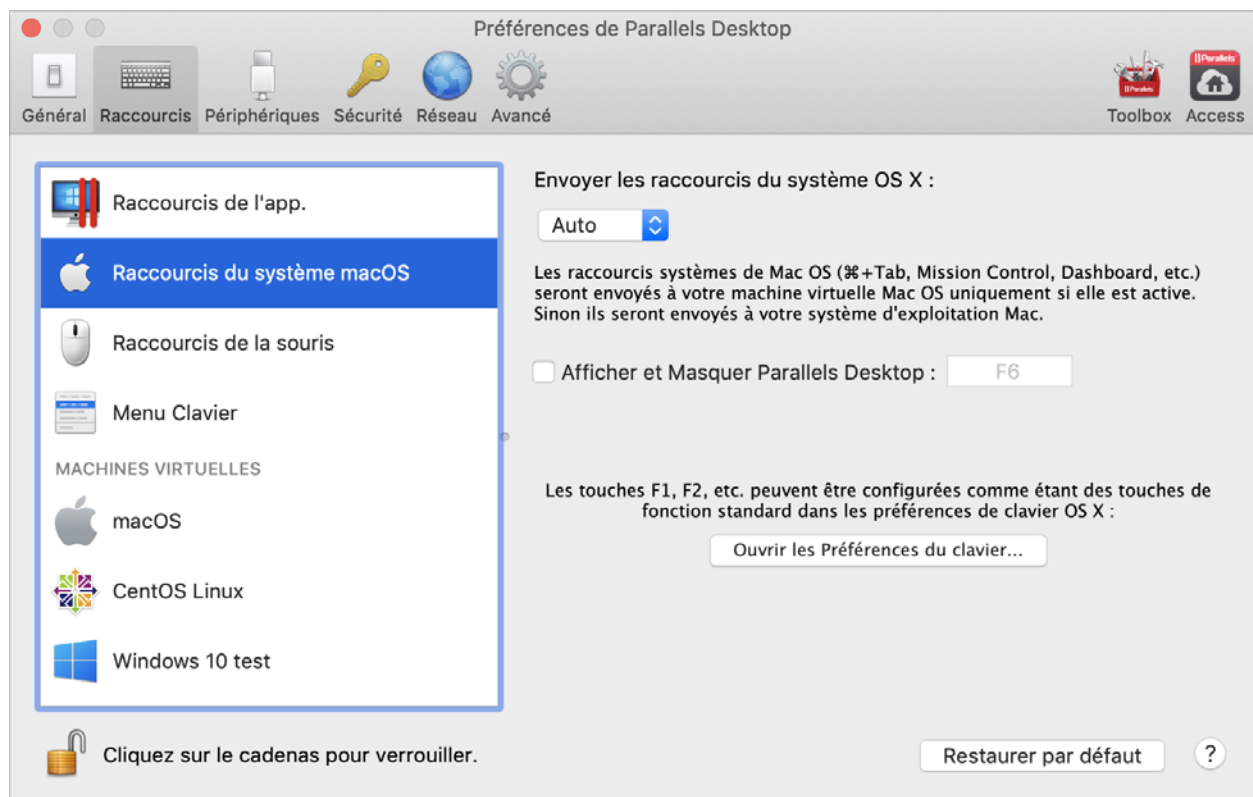 Préférences de Parallels Desktop
Général Raccourcis Périphériques Sécurité Réseau Avancé Toolbox Access
|| Parallels
|| Parallels
Raccourcis de l'app.
Raccourcis du système macOS
Raccourcis de la souris
Menu Clavier
MACHINES VIRTUELLES
macOS
CentOS Linux
Windows 10 test
Envoyer les raccourcis du système OS X :
Auto
Les raccourcis systèmes de Mac OS (⌘+Tab, Mission Control, Dashboard, etc.)
seront envoyés à votre machine virtuelle Mac OS uniquement si elle est active.
Sinon ils seront envoyés à votre système d'exploitation Mac.
Afficher et Masquer Parallels Desktop : F6
Les touches F1, F2, etc. peuvent être configurées comme étant des touches de
fonction standard dans les préférences de clavier OS X :
Ouvrir les Préférences du clavier...
Cliquez sur le cadenas pour verrouiller.
Restaurer par défaut ?